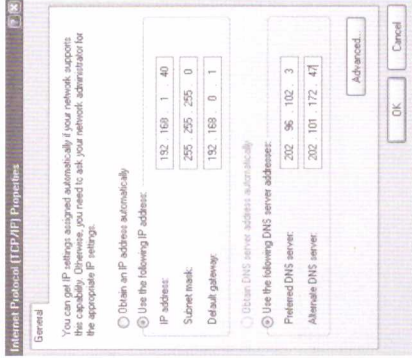 Internet Protocol (TCP/IP) Properties
General
You can get IP settings assigned automatically if your network supports
this capability. Otherwise, you need to ask your network administrator for
the appropriate IP settings.
Obtain an IP address automatically
Use the following IP address:
IP address: 192 . 168 . 1 . 40
Subnet mask: 255 . 255 . 255 . 0
Default gateway: 192 . 168 . 0 . 1
Obtain DNS server address automatically
Use the following DNS server addresses:
Preferred DNS server: 202 . 96 . 102 . 3
Alternate DNS server: 202 . 101 . 172 . 47
Advanced...
OK Cancel